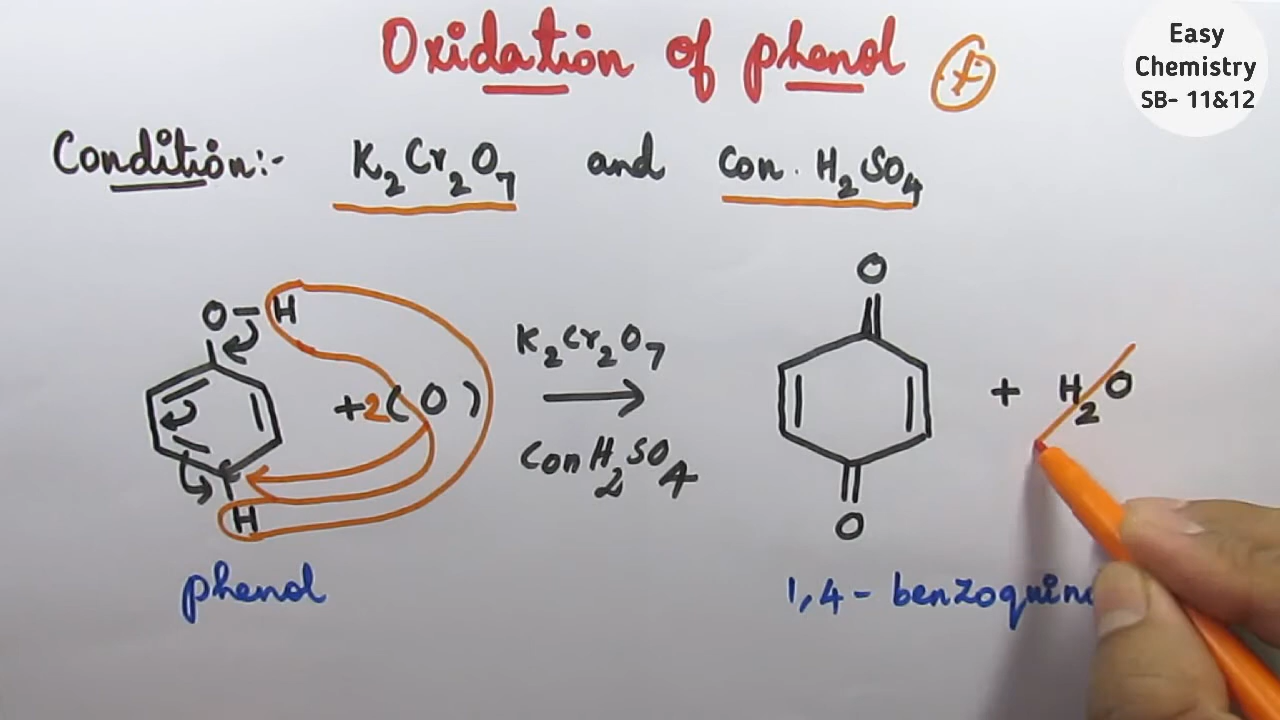 Oxidation of phenol
Easy
Chemistry
SB- 11&12
Condition:- K₂Cr₂O₇ and Con. H₂SO₄
O
O-H
K₂Cr₂O₇
+2(O)
+ H₂O
Con H₂SO₄
H
O
phenol
1,4- benzoquin